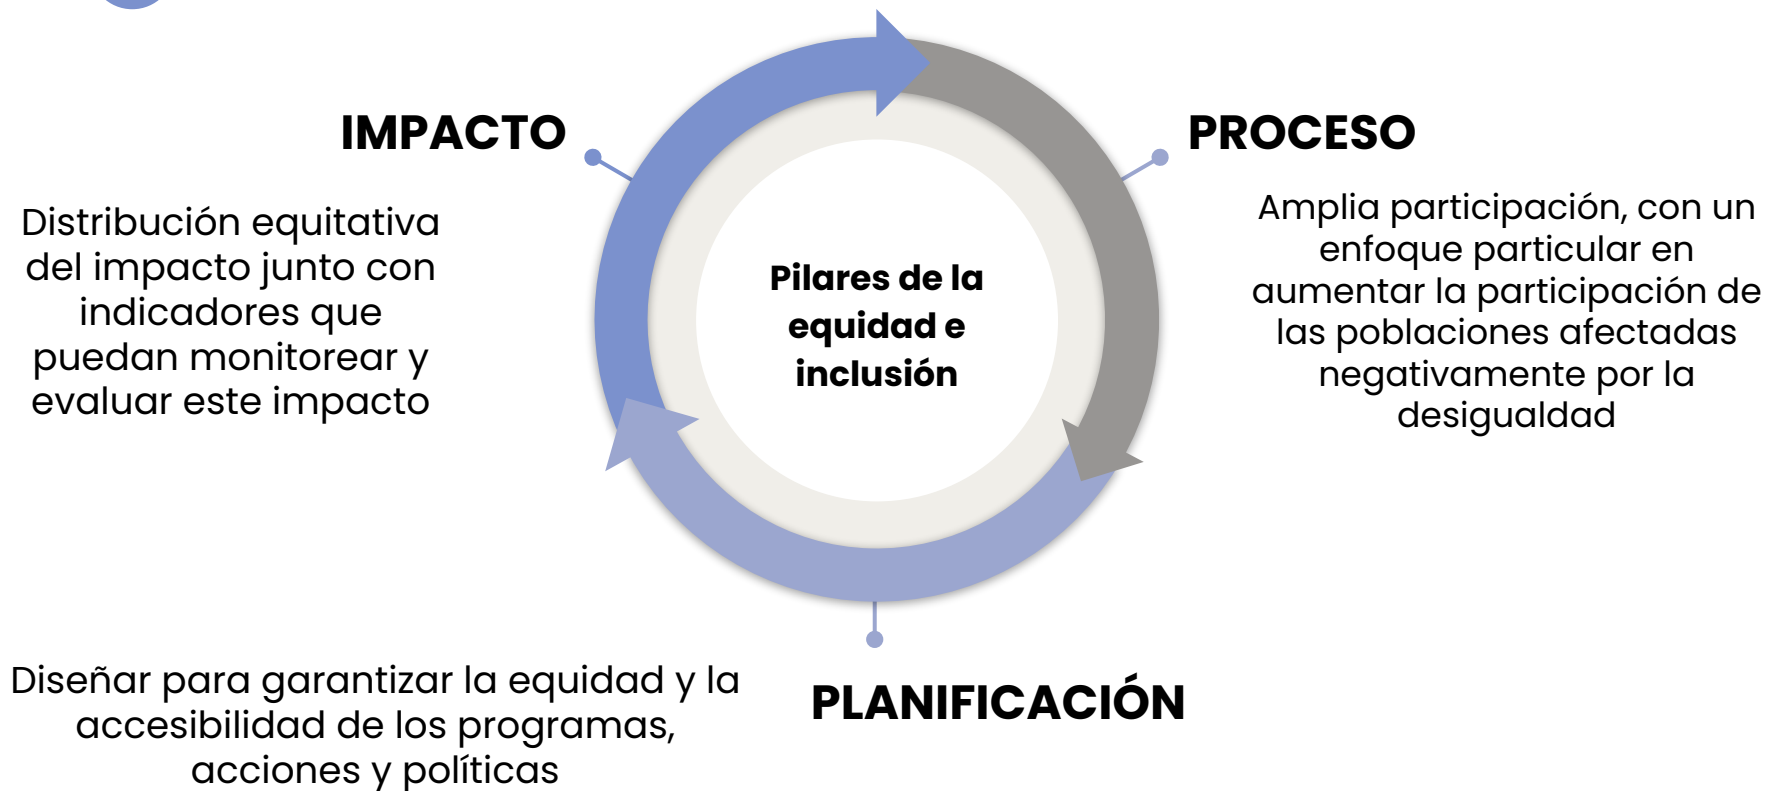 IMPACTO
Distribución equitativa
del impacto junto con
indicadores que
puedan monitorear y
evaluar este impacto
Pilares de la
equidad e
inclusión
PROCESO
Amplia participación, con un
enfoque particular en
aumentar la participación de
las poblaciones afectadas
negativamente por la
desigualdad
PLANIFICACIÓN
Diseñar para garantizar la equidad y la
accesibilidad de los programas,
acciones y políticas